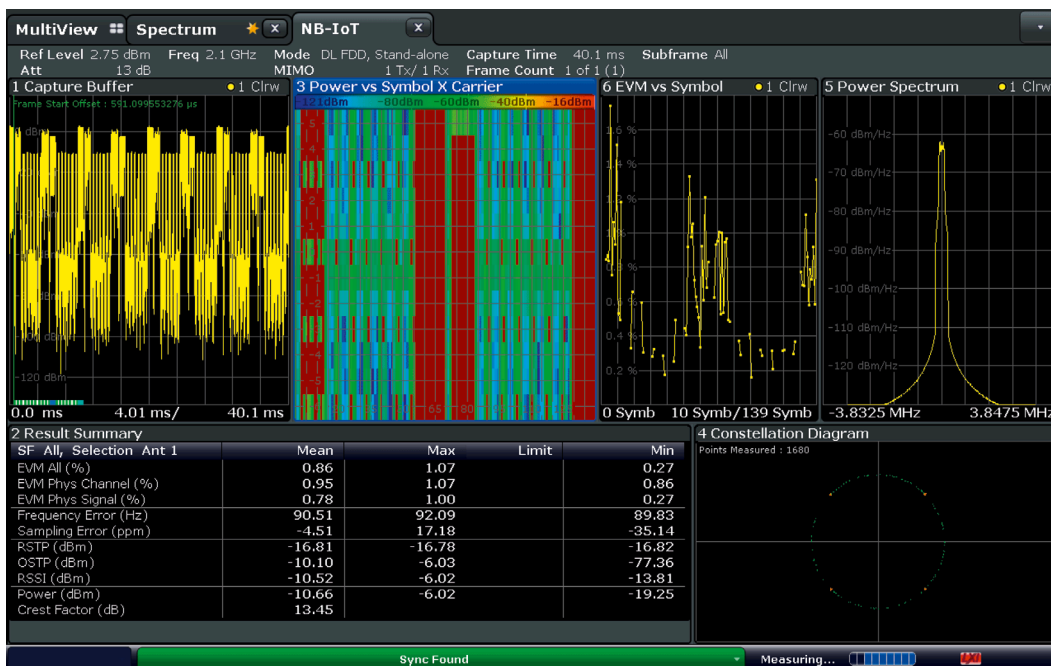 MultiView Spectrum X NB-IoT X
Ref Level 2.75 dBm Freq 2.1 GHz Mode DL FDD, Stand-alone Capture Time 40.1 ms Subframe All
Att 13 dB MIMO 1 Tx/ 1 Rx Frame Count 1 of 1 (1)
1 Capture Buffer 1 Clrw
Frame Start Offset : 591.099553276 µs
-120 dBm
0.0 ms 4.01 ms/ 40.1 ms
3 Power vs Symbol X Carrier
-121dBm -80dBm -60dBm -40dBm -16dBm
6 EVM vs Symbol 1 Clrw
0.4 %
0.2 %
0 Symb 10 Symb/ 139 Symb
5 Power Spectrum 1 Clrw
-60 dBm/Hz
-70 dBm/Hz
-80 dBm/Hz
-90 dBm/Hz
-100 dBm/Hz
-110 dBm/Hz
-120 dBm/Hz
-3.8325 MHz 3.8475 MHz
2 Result Summary
SF All, Selection Ant 1 Mean Max Limit Min
EVM All (%) 0.86 1.07 0.27
EVM Phys Channel (%) 0.95 1.07 0.86
EVM Phys Signal (%) 0.78 1.00 0.27
Frequency Error (Hz) 90.51 92.09 89.83
Sampling Error (ppm) -4.51 17.18 -35.14
RSTP (dBm) -16.81 -16.78 -16.82
OSTP (dBm) -10.10 -6.03 -77.36
RSSI (dBm) -10.52 -6.02 -13.81
Power (dBm) -10.66 -6.02 -19.25
Crest Factor (dB) 13.45
4 Constellation Diagram
Points Measured : 1680
Sync Found Measuring...